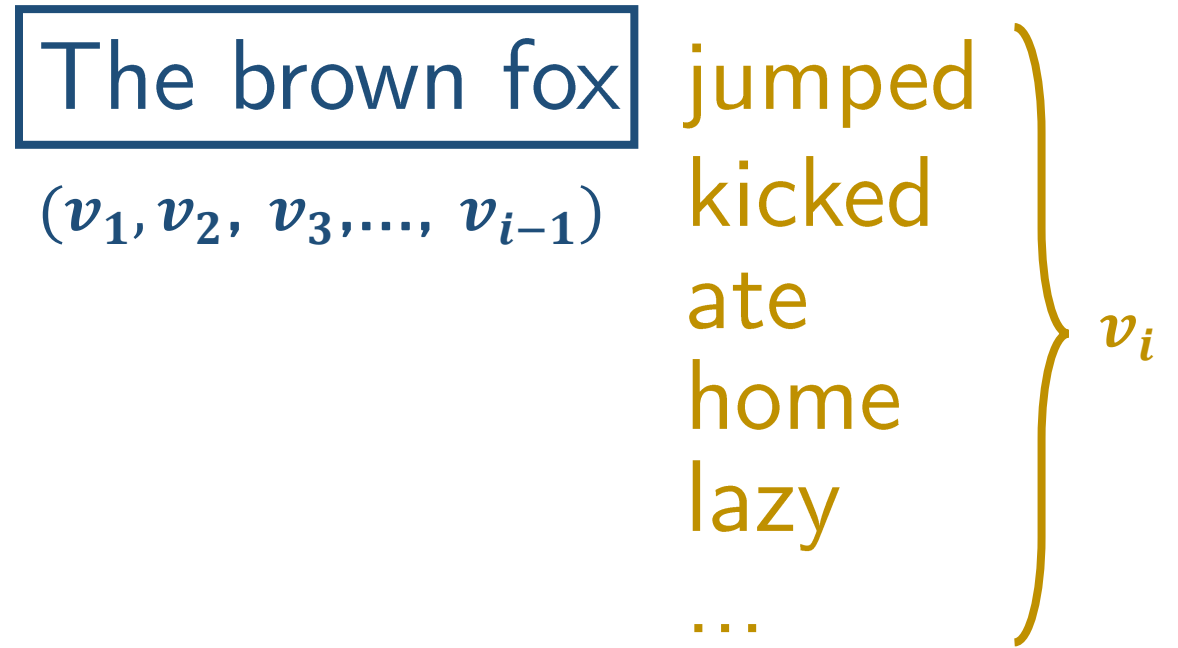 The brown fox
(v₁, v₂, v₃,..., vᵢ₋₁)
jumped
kicked
ate
home
lazy
...
vᵢ